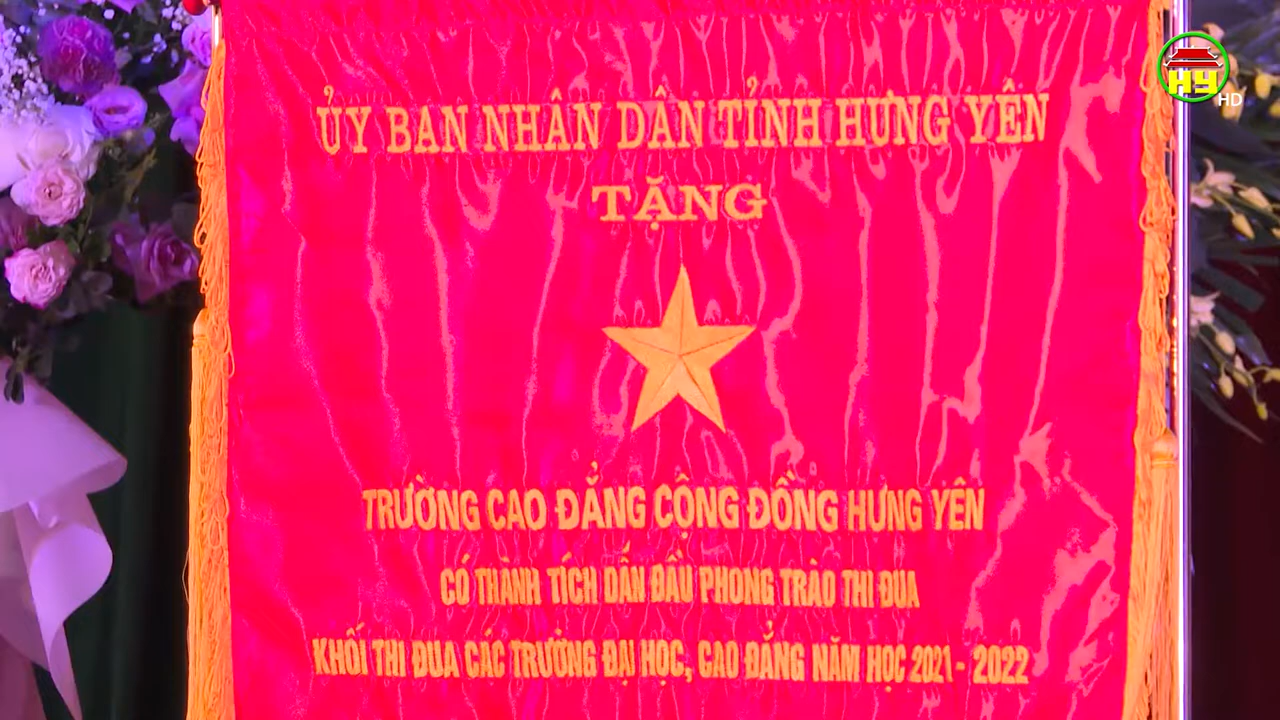 ỦY BAN NHÂN DÂN TỈNH HƯNG YÊN
TẶNG
TRƯỜNG CAO ĐẲNG CỘNG ĐỒNG HƯNG YÊN
CÓ THÀNH TÍCH DẪN ĐẦU PHONG TRÀO THI ĐUA
KHỐI THI ĐUA CÁC TRƯỜNG ĐẠI HỌC, CAO ĐẲNG NĂM HỌC 2021 - 2022
HY
HD